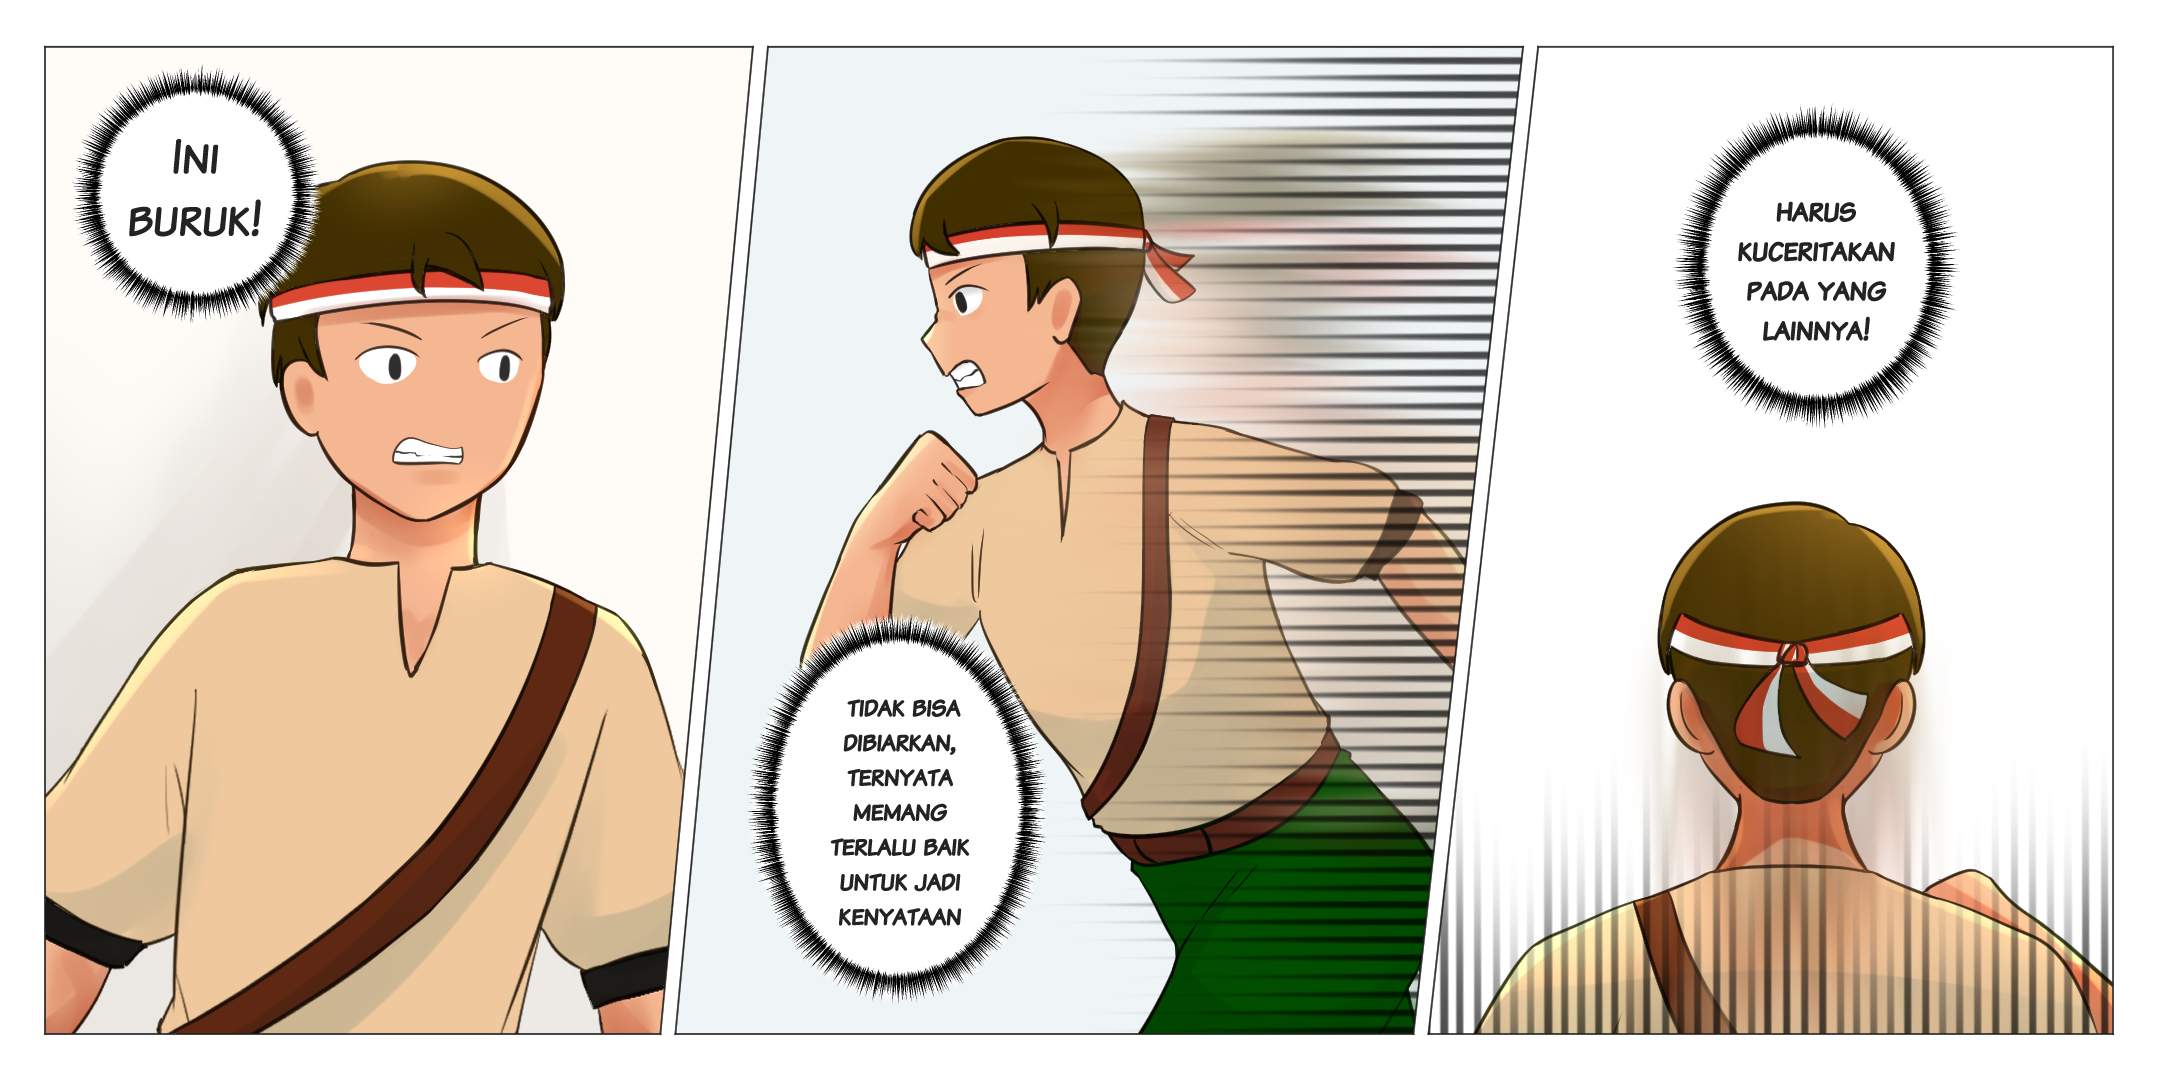 INI
BURUK!
TIDAK BISA
DIBIARKAN,
TERNYATA
MEMANG
TERLALU BAIK
UNTUK JADI
KENYATAAN
HARUS
KUCERITAKAN
PADA YANG
LAINNYA!